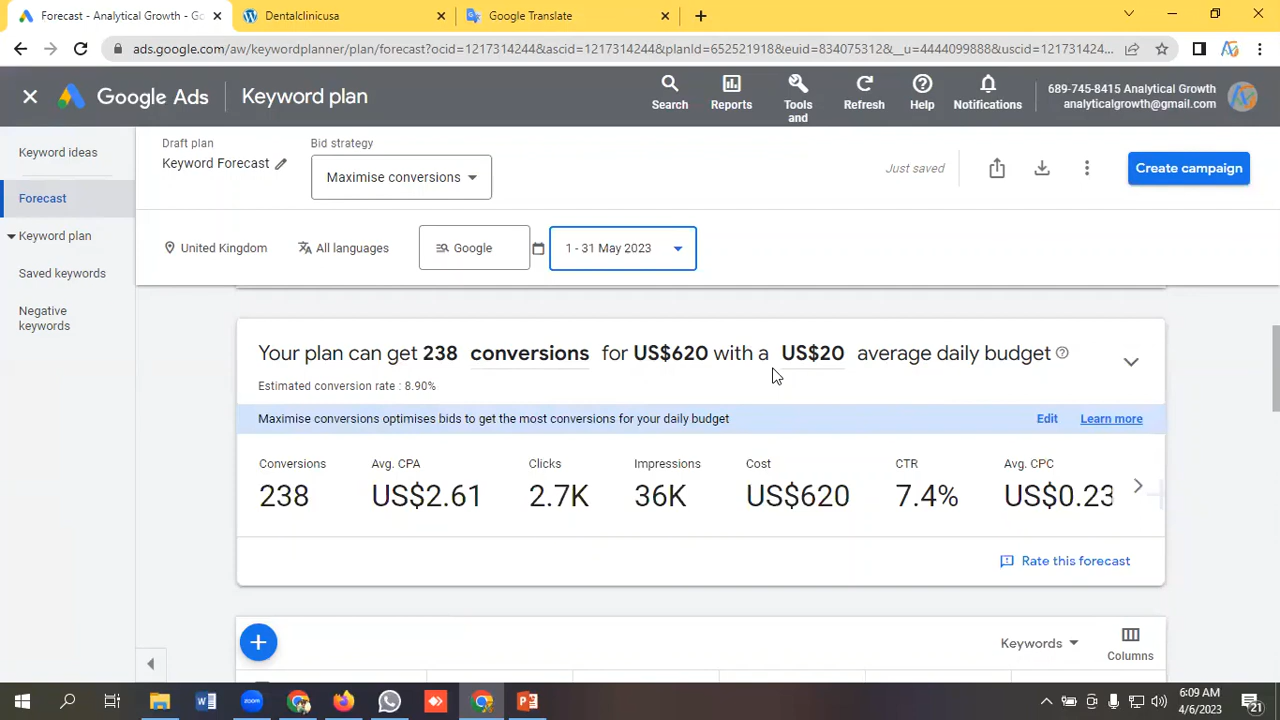 Forecast - Analytical Growth - Go
Dentalclinicusa
Google Translate
ads.google.com/aw/keywordplanner/plan/forecast?ocid=1217314244&ascid=1217314244&planId=652521918&euid=834075312&__u=4444099888&uscid=121731424...
Google Ads
Keyword plan
Search
Reports
Tools and
Refresh
Help
Notifications
689-745-8415 Analytical Growth
analyticalgrowth@gmail.com
Keyword ideas
Forecast
Keyword plan
Saved keywords
Negative
keywords
Draft plan
Keyword Forecast
Bid strategy
Maximise conversions
Just saved
Create campaign
United Kingdom
All languages
Google
1 - 31 May 2023
Your plan can get 238 conversions for US$620 with a US$20 average daily budget
Estimated conversion rate : 8.90%
Maximise conversions optimises bids to get the most conversions for your daily budget
Edit
Learn more
Conversions Avg. CPA Clicks Impressions Cost CTR Avg. CPC
238 US$2.61 2.7K 36K US$620 7.4% US$0.23
Rate this forecast
Keywords
Columns
zoom
6:09 AM
4/6/2023
21